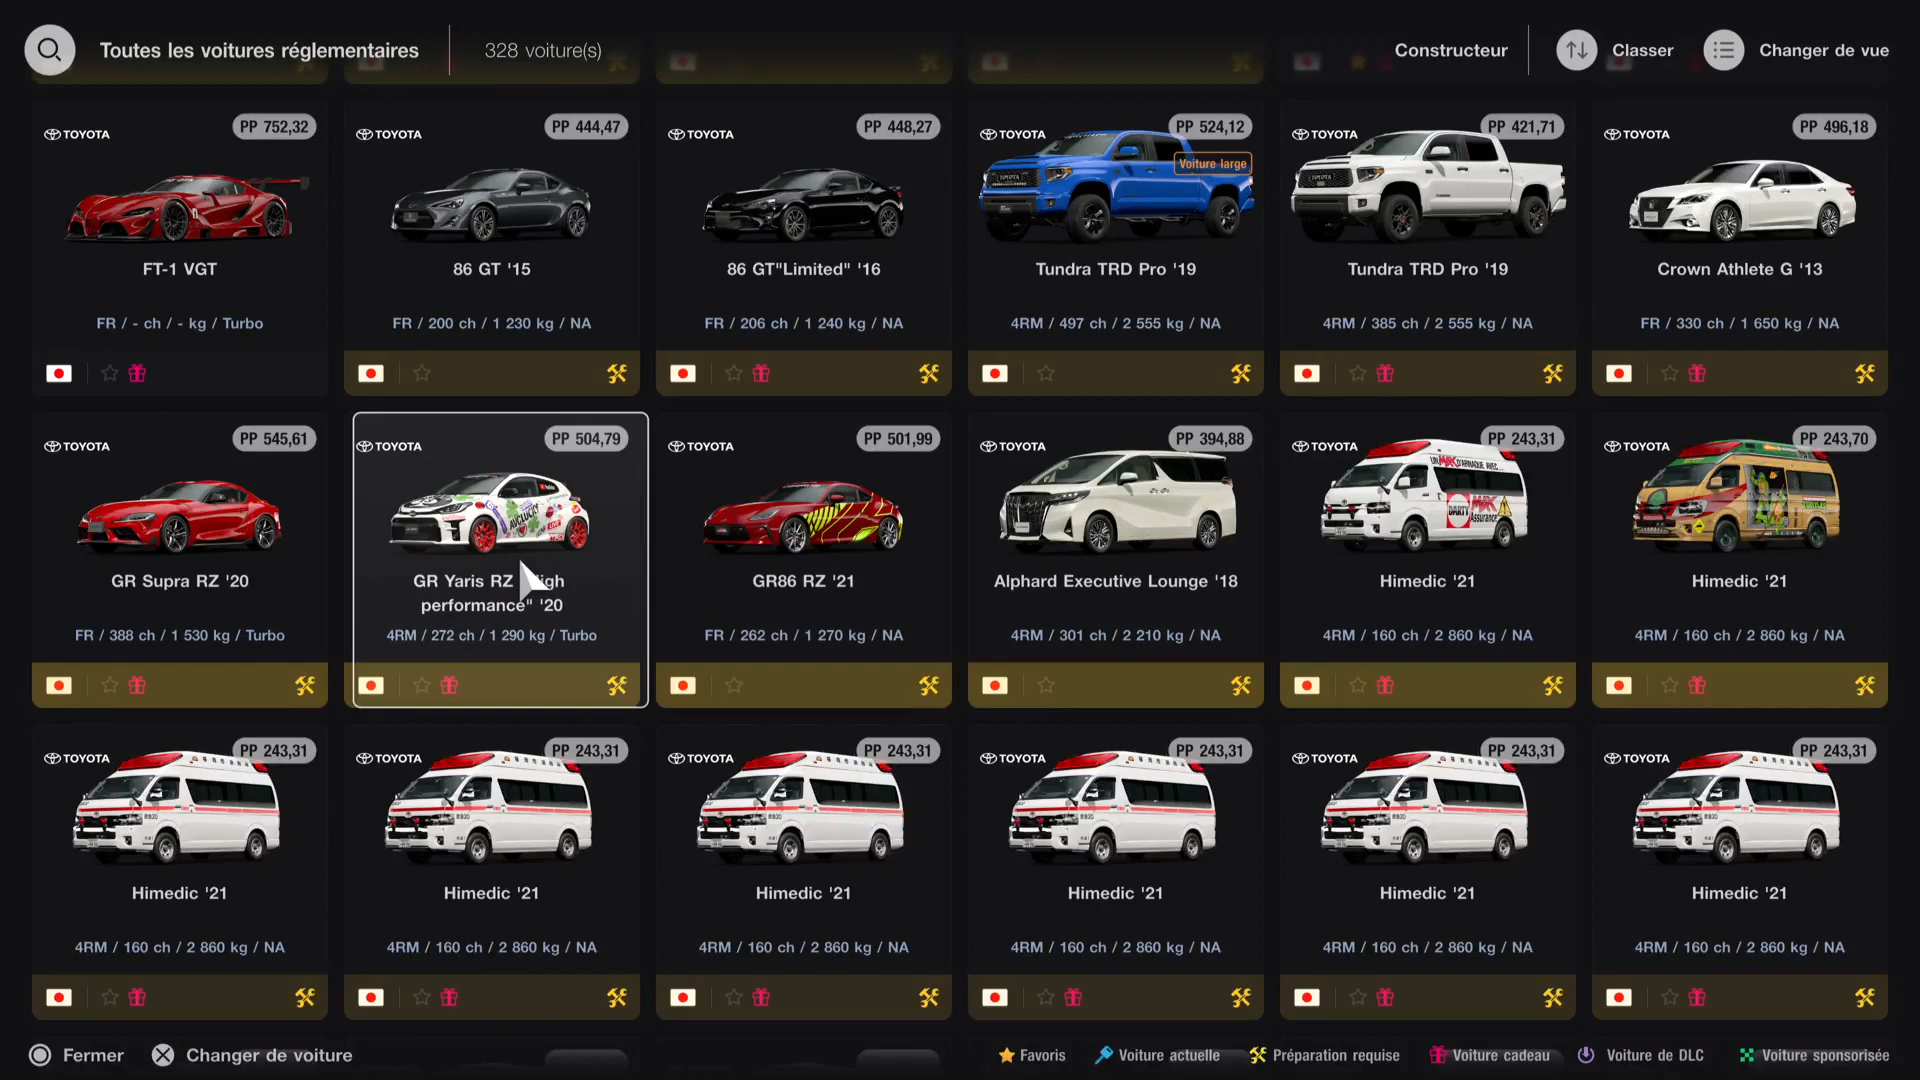 Toutes les voitures réglementaires
328 voiture(s)
Constructeur
Classer
Changer de vue
TOYOTA
PP 752,32
FT-1 VGT
FR / - ch / - kg / Turbo
TOYOTA
PP 444,47
86 GT '15
FR / 200 ch / 1 230 kg / NA
TOYOTA
PP 448,27
86 GT"Limited" '16
FR / 206 ch / 1 240 kg / NA
TOYOTA
PP 524,12
Voiture large
Tundra TRD Pro '19
4RM / 497 ch / 2 555 kg / NA
TOYOTA
PP 421,71
Tundra TRD Pro '19
4RM / 385 ch / 2 555 kg / NA
TOYOTA
PP 496,18
Crown Athlete G '13
FR / 330 ch / 1 650 kg / NA
TOYOTA
PP 545,61
GR Supra RZ '20
FR / 388 ch / 1 530 kg / Turbo
TOYOTA
PP 504,79
GR Yaris RZ
performance" '20
4RM / 272 ch / 1 290 kg / Turbo
TOYOTA
PP 501,99
GR86 RZ '21
FR / 262 ch / 1 270 kg / NA
TOYOTA
PP 394,88
Alphard Executive Lounge '18
4RM / 301 ch / 2 210 kg / NA
TOYOTA
PP 243,31
UN MAX D'ARNAQUE AVEC...
DARTY MAX
Assurance
Himedic '21
4RM / 160 ch / 2 860 kg / NA
TOYOTA
PP 243,70
Himedic '21
4RM / 160 ch / 2 860 kg / NA
TOYOTA
PP 243,31
Himedic '21
4RM / 160 ch / 2 860 kg / NA
TOYOTA
PP 243,31
Himedic '21
4RM / 160 ch / 2 860 kg / NA
TOYOTA
PP 243,31
Himedic '21
4RM / 160 ch / 2 860 kg / NA
TOYOTA
PP 243,31
Himedic '21
4RM / 160 ch / 2 860 kg / NA
TOYOTA
PP 243,31
Himedic '21
4RM / 160 ch / 2 860 kg / NA
TOYOTA
PP 243,31
Himedic '21
4RM / 160 ch / 2 860 kg / NA
Fermer
Changer de voiture
Favoris
Voiture actuelle
Préparation requise
Voiture cadeau
Voiture de DLC
Voiture sponsorisée